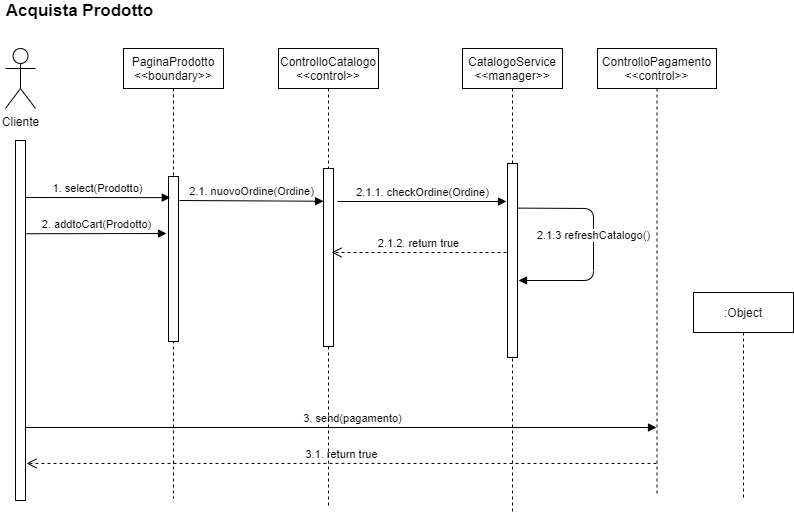 Acquista Prodotto
PaginaProdotto
<<boundary>>
ControlloCatalogo
<<control>>
CatalogoService
<<manager>>
ControlloPagamento
<<control>>
Cliente
1. select(Prodotto)
2.1. nuovoOrdine(Ordine)
2.1.1. checkOrdine(Ordine)
2. addtoCart(Prodotto)
2.1.3 refreshCatalogo()
2.1.2. return true
:Object
3. send(pagamento)
3.1. return true